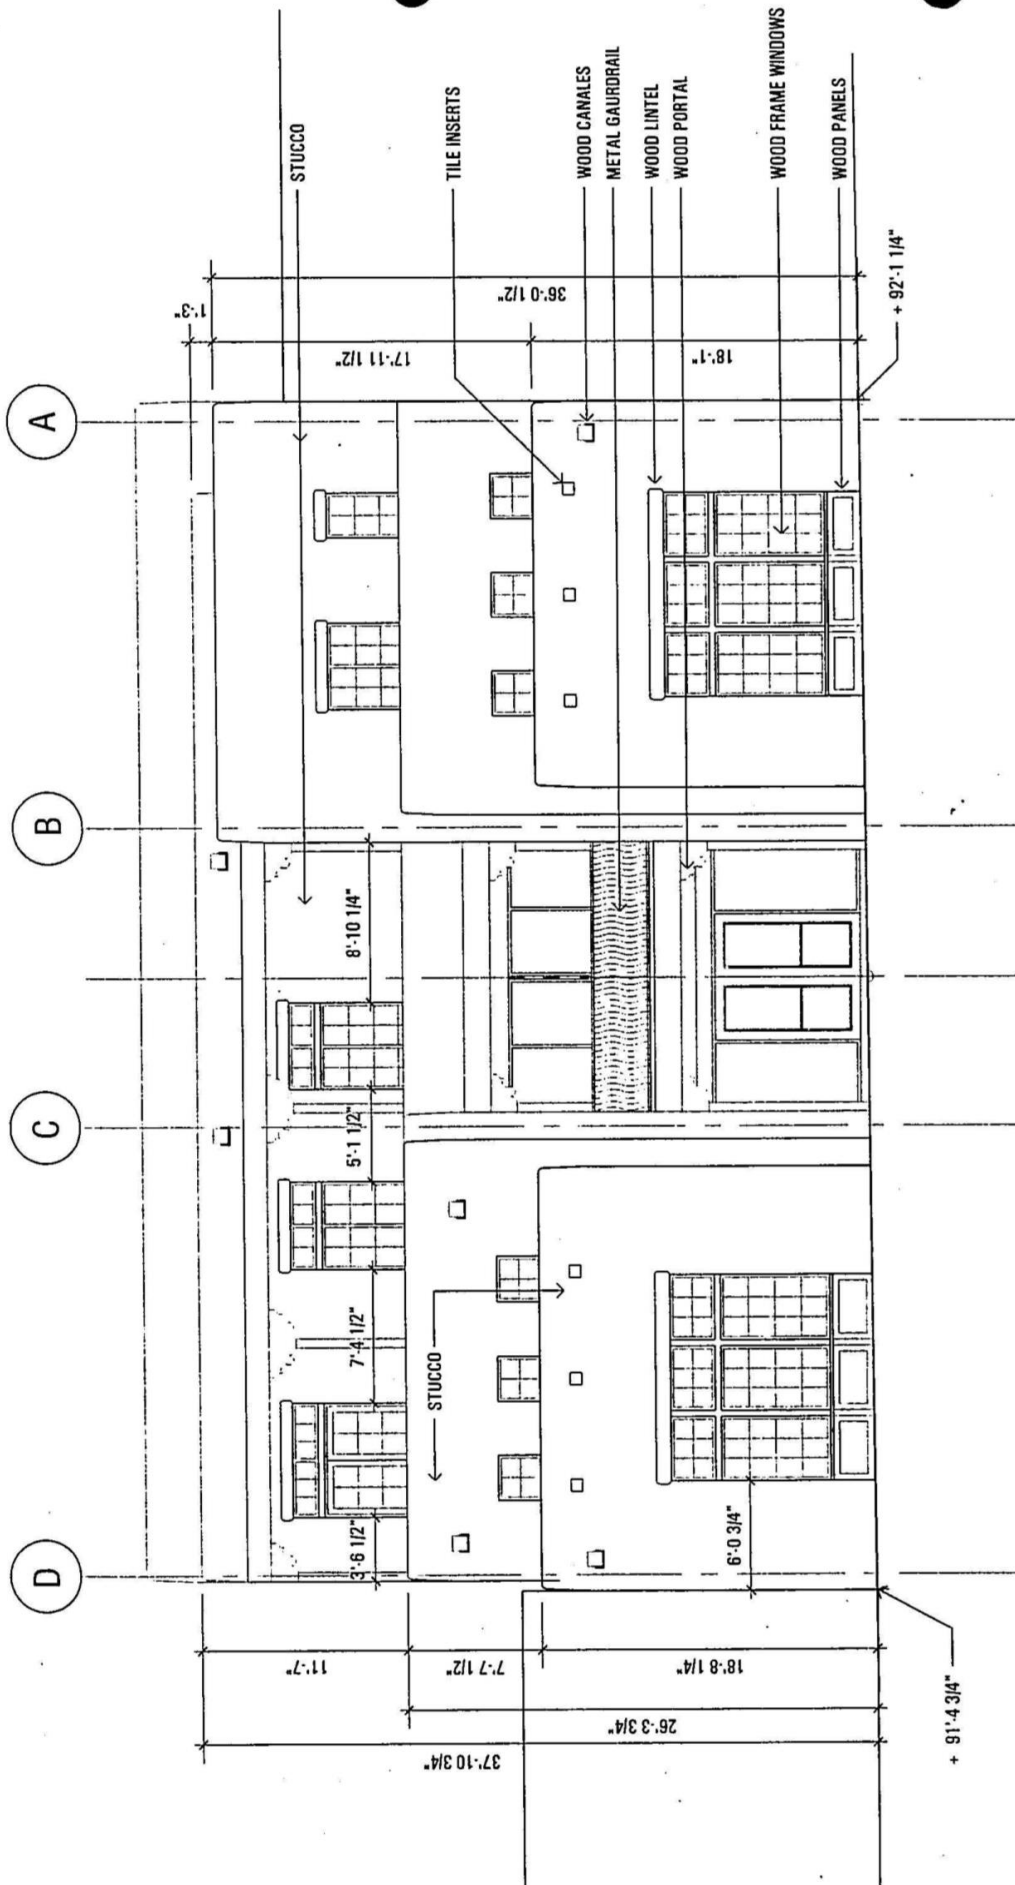 A
B
C
D
STUCCO
TILE INSERTS
WOOD CANALES
METAL GAURDRAIL
WOOD LINTEL
WOOD PORTAL
WOOD FRAME WINDOWS
WOOD PANELS
1'-3"
17'-11 1/2"
36'-0 1/2"
18'-1"
+ 92'-1 1/4"
8'-10 1/4"
5'-1 1/2"
7'-4 1/2"
3'-6 1/2"
STUCCO
6'-0 3/4"
11'-7"
7'-7 1/2"
18'-8 1/4"
26'-3 3/4"
37'-10 3/4"
+ 91'-4 3/4"